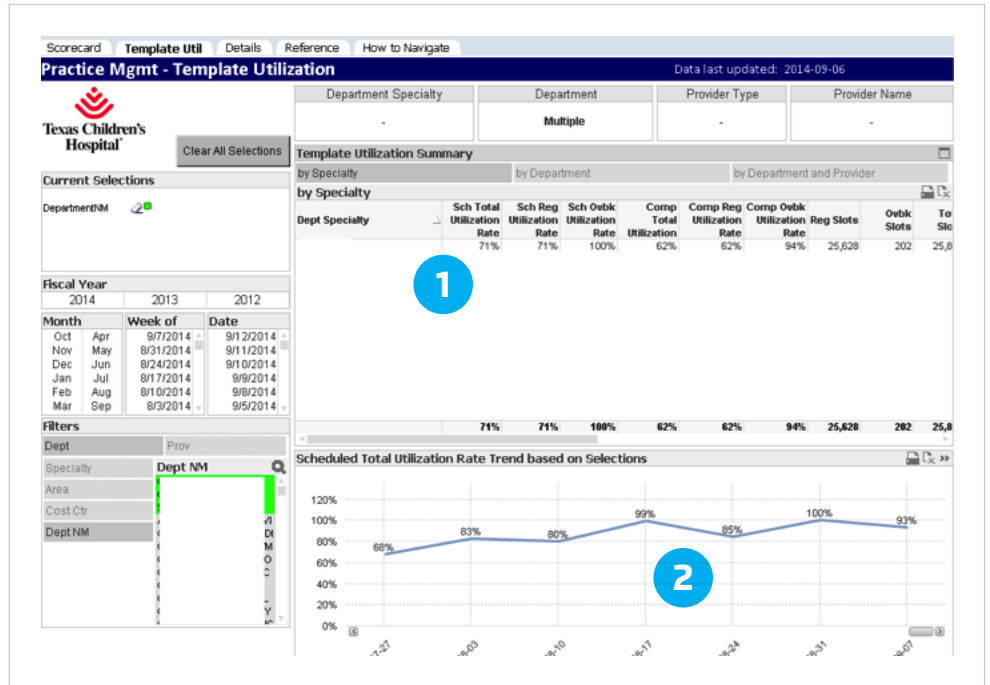 Scorecard Template Util Details Reference How to Navigate
Practice Mgmt - Template Utilization Data last updated: 2014-09-06
Texas Children's
Hospital
Clear All Selections
Current Selections
DepartmentNM
Fiscal Year
2014 2013 2012
Month Week of Date
Oct Apr 9/7/2014 9/12/2014
Nov May 8/31/2014 9/11/2014
Dec Jun 8/24/2014 9/10/2014
Jan Jul 8/17/2014 9/9/2014
Feb Aug 8/10/2014 9/8/2014
Mar Sep 8/3/2014 9/5/2014
Filters
Dept Prov
Specialty
Area
Cost Ctr
Dept NM
Dept NM
Department Specialty Department Provider Type Provider Name
- Multiple - -
Template Utilization Summary
by Specialty by Department by Department and Provider
by Specialty
Dept Specialty Sch Total Utilization Rate Sch Reg Utilization Rate Sch Ovbk Utilization Rate Comp Total Utilization Comp Reg Utilization Rate Comp Ovbk Utilization Rate Reg Slots Ovbk Slots
71% 71% 100% 62% 62% 94% 25,628 202 25,8
1
71% 71% 100% 62% 62% 94% 25,628 202 25,8
Scheduled Total Utilization Rate Trend based on Selections
120%
100%
80%
60%
40%
20%
0%
68% 83% 80% 99% 85% 100% 93%
2